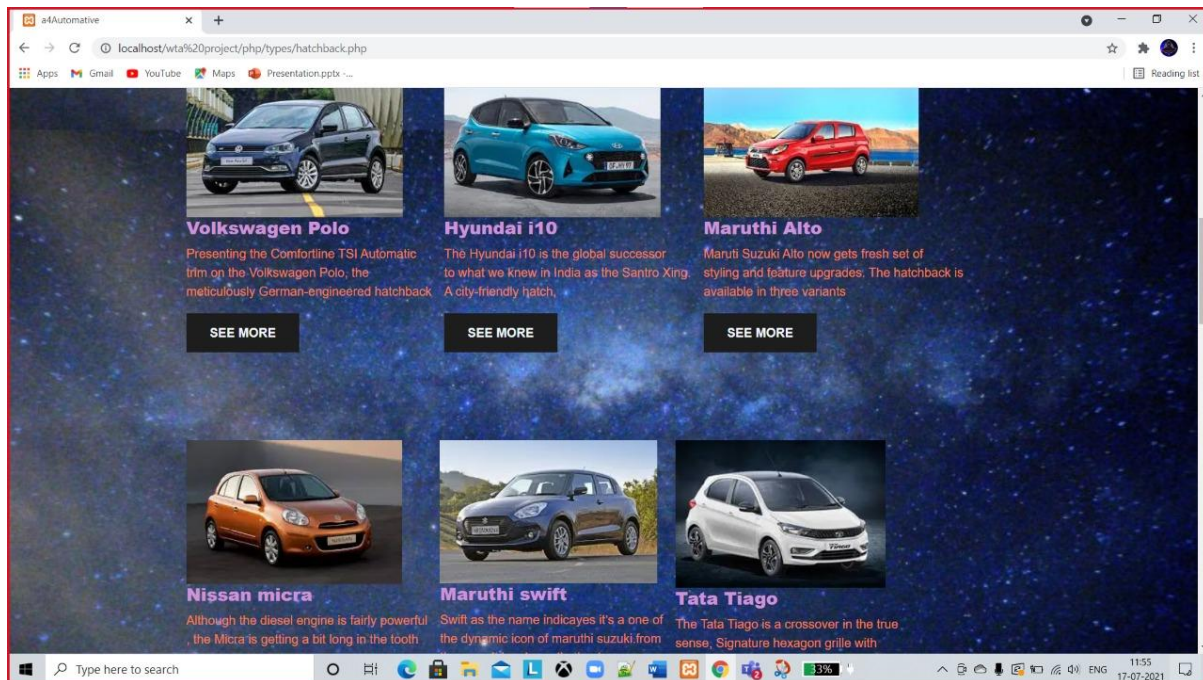 a4Automative
localhost/wta%20project/php/types/hatchback.php
Apps Gmail YouTube Maps Presentation.pptx -... Reading list
Volkswagen Polo
Presenting the Comfortline TSI Automatic
trim on the Volkswagen Polo, the
meticulously German-engineered hatchback
SEE MORE
Hyundai i10
The Hyundai i10 is the global successor
to what we knew in India as the Santro Xing.
A city-friendly hatch,
SEE MORE
Maruthi Alto
Maruti Suzuki Alto now gets fresh set of
styling and feature upgrades. The hatchback is
available in three variants
SEE MORE
Nissan micra
Although the diesel engine is fairly powerful
, the Micra is getting a bit long in the tooth
Maruthi swift
Swift as the name indicayes it's a one of
the dynamic icon of maruthi suzuki.from
Tata Tiago
The Tata Tiago is a crossover in the true
sense, Signature hexagon grille with
Type here to search
33%
ENG
11:55
17-07-2021